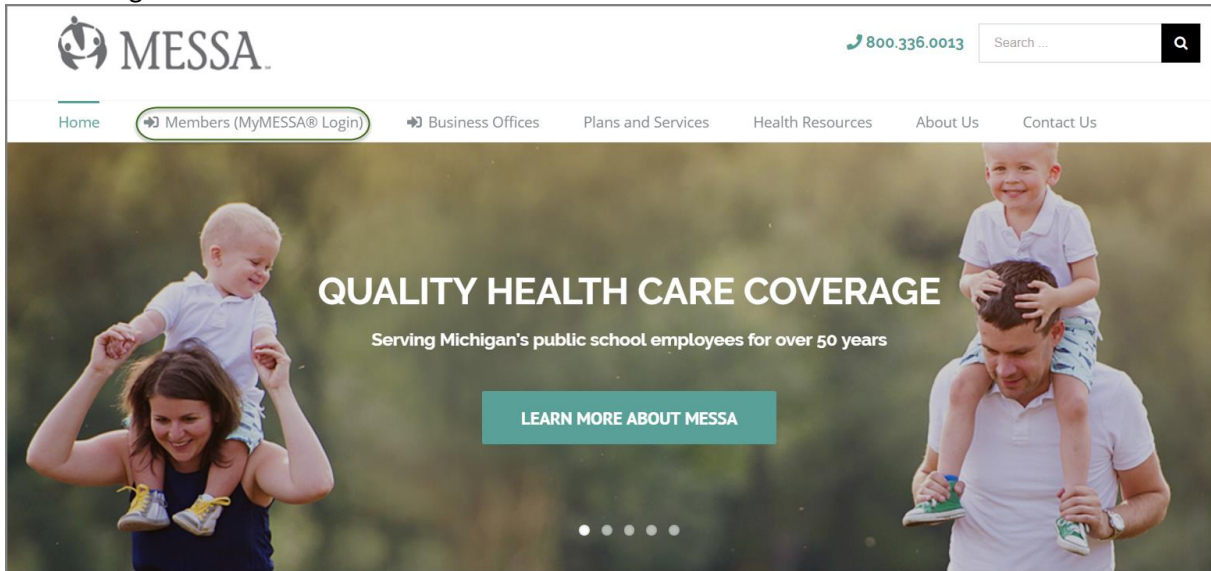 MESSA
800.336.0013
Search ...
Home
Members (MyMESSA® Login)
Business Offices
Plans and Services
Health Resources
About Us
Contact Us
QUALITY HEALTH CARE COVERAGE
Serving Michigan's public school employees for over 50 years
LEARN MORE ABOUT MESSA